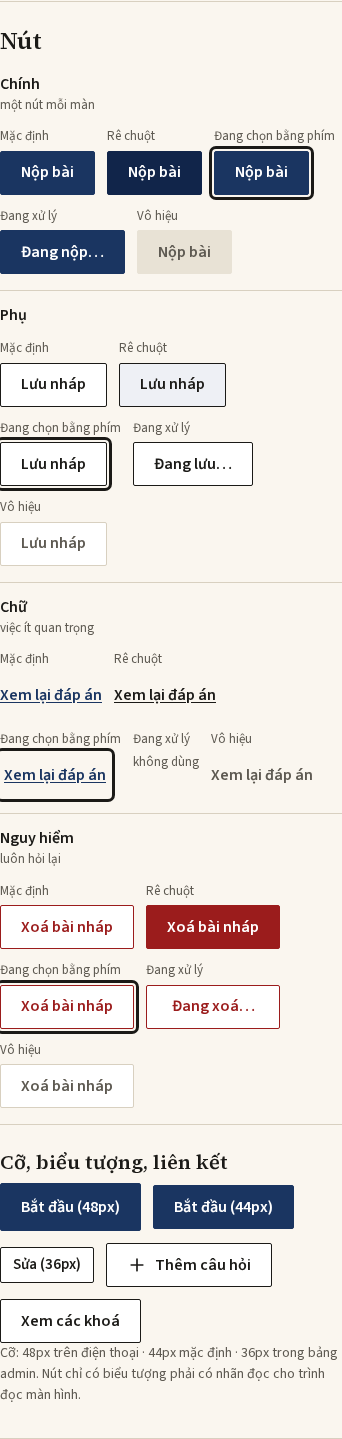 Nút
Chính
một nút mỗi màn
Mặc định Rê chuột Đang chọn bằng phím
Nộp bài Nộp bài Nộp bài
Đang xử lý Vô hiệu
Đang nộp… Nộp bài
Phụ
Mặc định Rê chuột
Lưu nháp Lưu nháp
Đang chọn bằng phím Đang xử lý
Lưu nháp Đang lưu…
Vô hiệu
Lưu nháp
Chữ
việc ít quan trọng
Mặc định Rê chuột
Xem lại đáp án Xem lại đáp án
Đang chọn bằng phím Đang xử lý Vô hiệu
không dùng
Xem lại đáp án Xem lại đáp án
Nguy hiểm
luôn hỏi lại
Mặc định Rê chuột
Xoá bài nháp Xoá bài nháp
Đang chọn bằng phím Đang xử lý
Xoá bài nháp Đang xoá…
Vô hiệu
Xoá bài nháp
Cỡ, biểu tượng, liên kết
Bắt đầu (48px) Bắt đầu (44px)
Sửa (36px) Thêm câu hỏi
Xem các khoá
Cỡ: 48px trên điện thoại · 44px mặc định · 36px trong bảng
admin. Nút chỉ có biểu tượng phải có nhãn đọc cho trình
đọc màn hình.